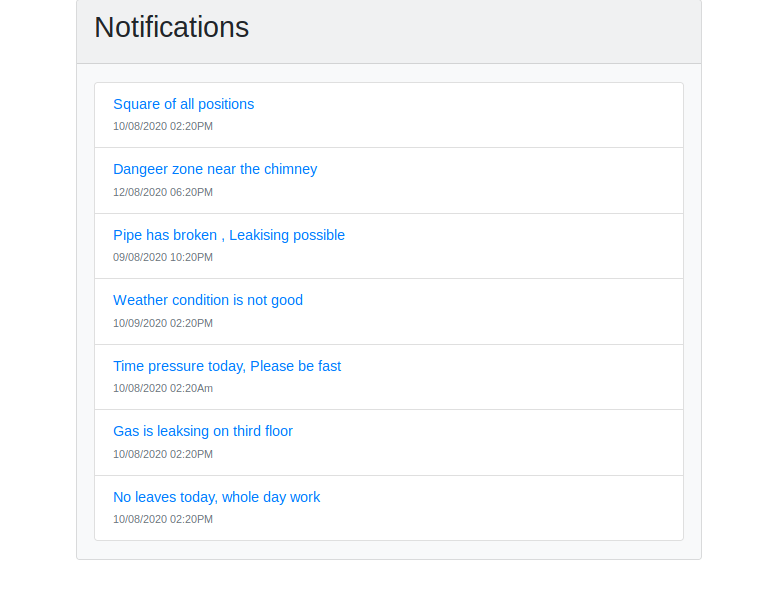 Notifications
Square of all positions
10/08/2020 02:20PM
Dangeer zone near the chimney
12/08/2020 06:20PM
Pipe has broken , Leakising possible
09/08/2020 10:20PM
Weather condition is not good
10/09/2020 02:20PM
Time pressure today, Please be fast
10/08/2020 02:20Am
Gas is leaksing on third floor
10/08/2020 02:20PM
No leaves today, whole day work
10/08/2020 02:20PM